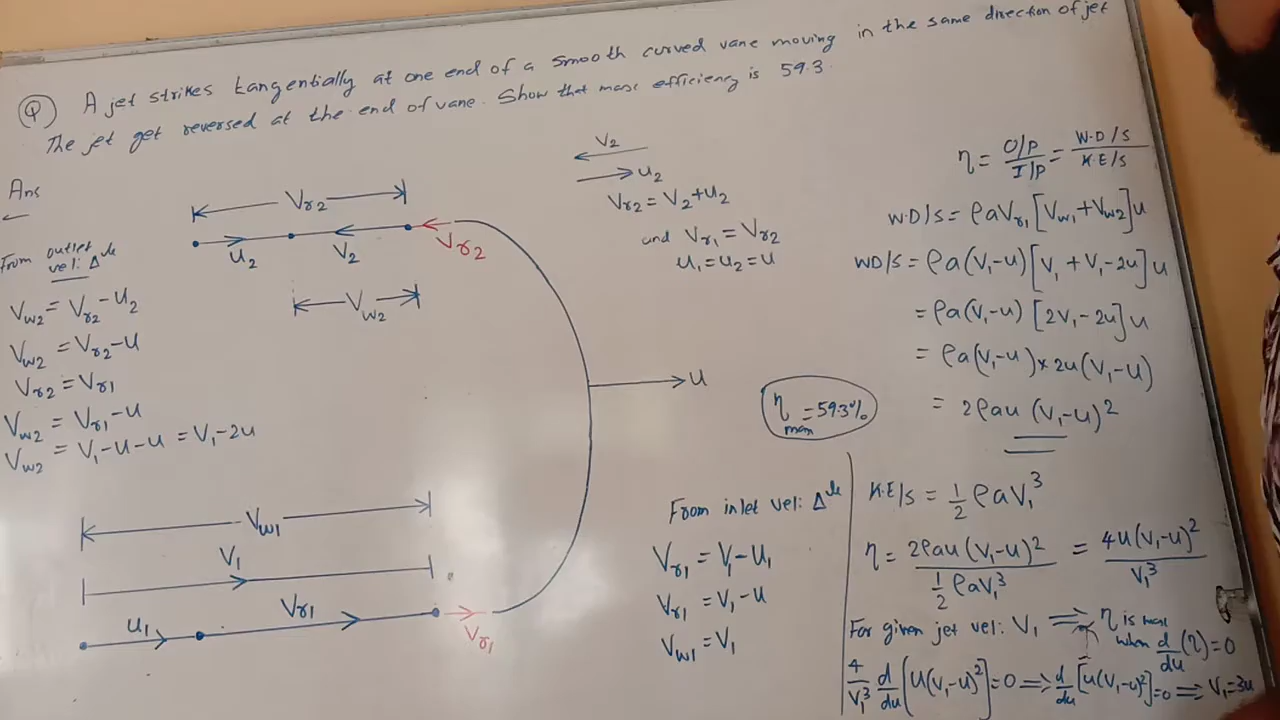 Q) A jet strikes tangentially at one end of a smooth curved vane moving in the same direction of jet
The jet get reversed at the end of vane. Show that max efficiency is 59.3.
Ans
From outlet
vel: Δle
Vw2 = Vr2 - U2
Vw2 = Vr2 - U
Vr2 = Vr1
Vw2 = Vr1 - U
Vw2 = V1 - U - U = V1 - 2U
Vr2
U2
V2
Vr2
Vw2
U
Vw1
V1
U1
Vr1
Vr1
V2
U2
Vr2 = V2 + U2
and Vr1 = Vr2
U1 = U2 = U
η max = 59.3%
From inlet vel: Δle
Vr1 = V1 - U1
Vr1 = V1 - U
Vw1 = V1
η = O/P / I/P = W.D/S / K.E/S
W.D/S = ρaVr1 [Vw1 + Vw2] u
WD/S = ρa(V1-u) [V1 + V1 - 2u] u
= ρa(V1-u) [2V1 - 2u] u
= ρa(V1-u) × 2u(V1-u)
= 2ρau (V1-u)²
K.E/S = 1/2 ρaV1³
η = 2ρau(V1-u)² / 1/2 ρaV1³ = 4u(V1-u)² / V1³
For given jet vel: V1 ⟹ η is max
when d/du (η) = 0
4/V1³ d/du (u(V1-u)²) = 0 ⟹ d/du [u(V1-u)²] = 0 ⟹ V1 = 3u